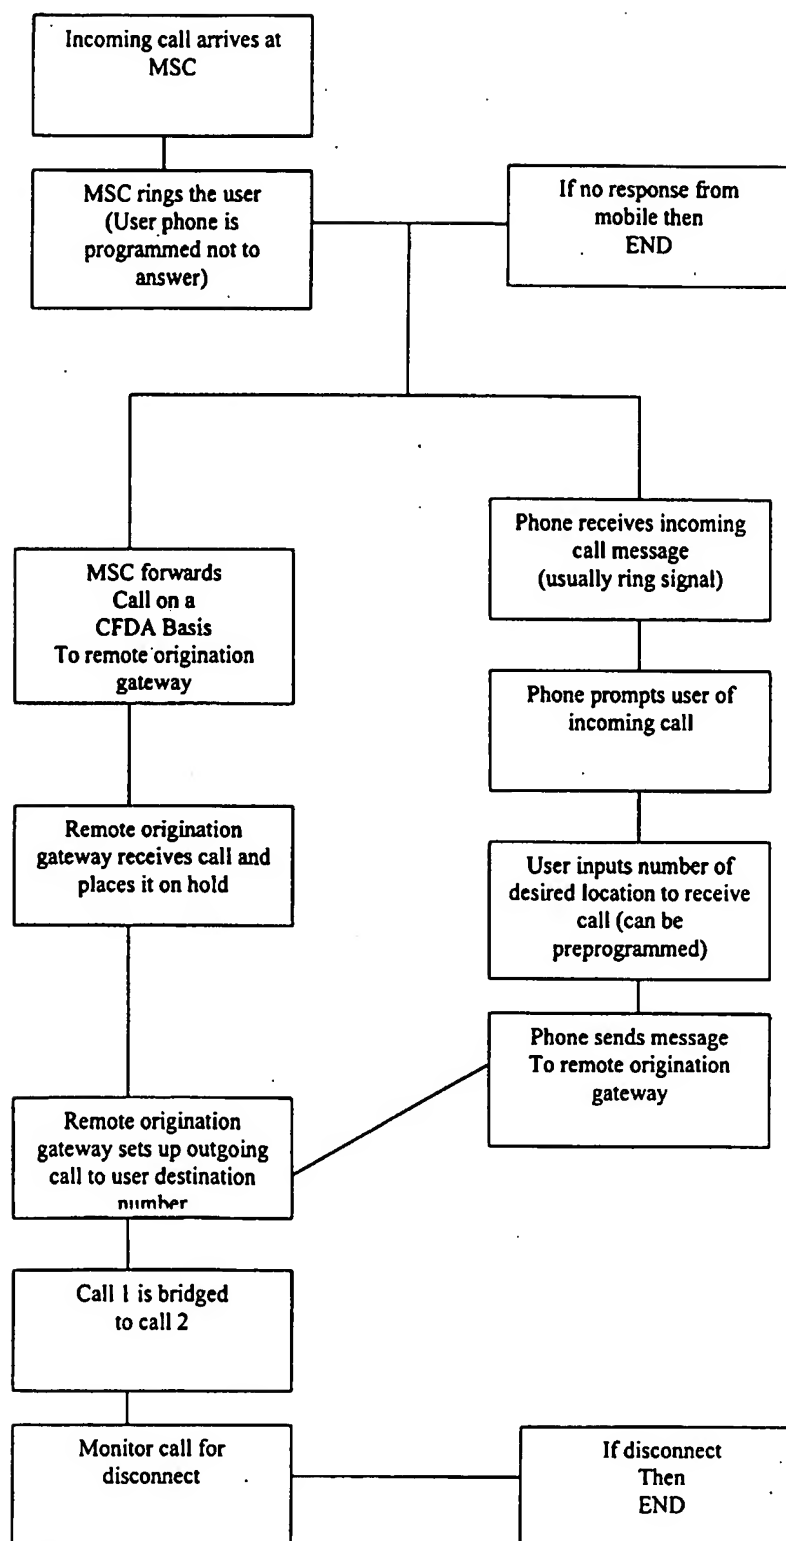 Incoming call arrives at
MSC
MSC rings the user
(User phone is
programmed not to
answer)
If no response from
mobile then
END
MSC forwards
Call on a
CFDA Basis
To remote origination
gateway
Remote origination
gateway receives call and
places it on hold
Phone receives incoming
call message
(usually ring signal)
Phone prompts user of
incoming call
User inputs number of
desired location to receive
call (can be
preprogrammed)
Phone sends message
To remote origination
gateway
Remote origination
gateway sets up outgoing
call to user destination
number
Call 1 is bridged
to call 2
Monitor call for
disconnect
If disconnect
Then
END